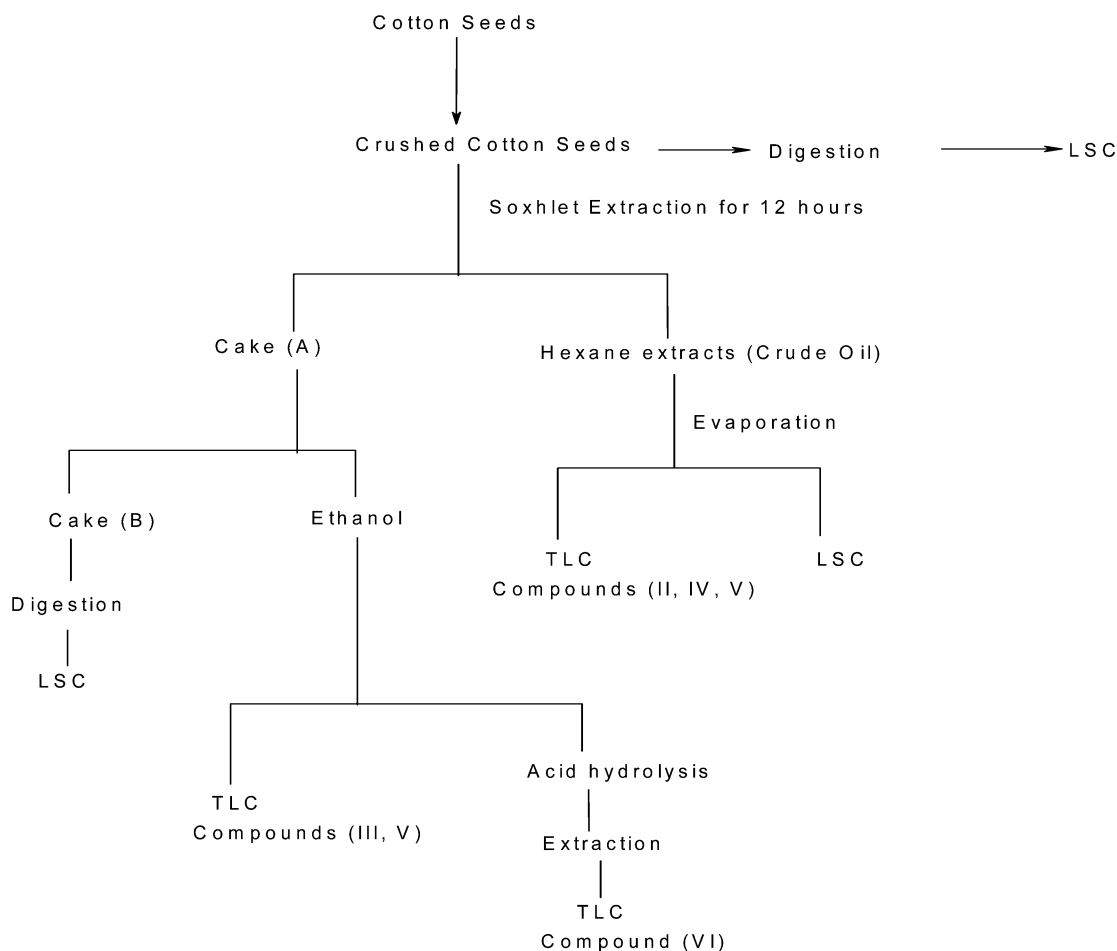 Cotton Seeds
Crushed Cotton Seeds
Digestion
LSC
Soxhlet Extraction for 12 hours
Cake (A)
Hexane extracts (Crude Oil)
Evaporation
Cake (B)
Ethanol
TLC
Compounds (II, IV, V)
LSC
Digestion
LSC
Acid hydrolysis
TLC
Compounds (III, V)
Extraction
TLC
Compound (VI)